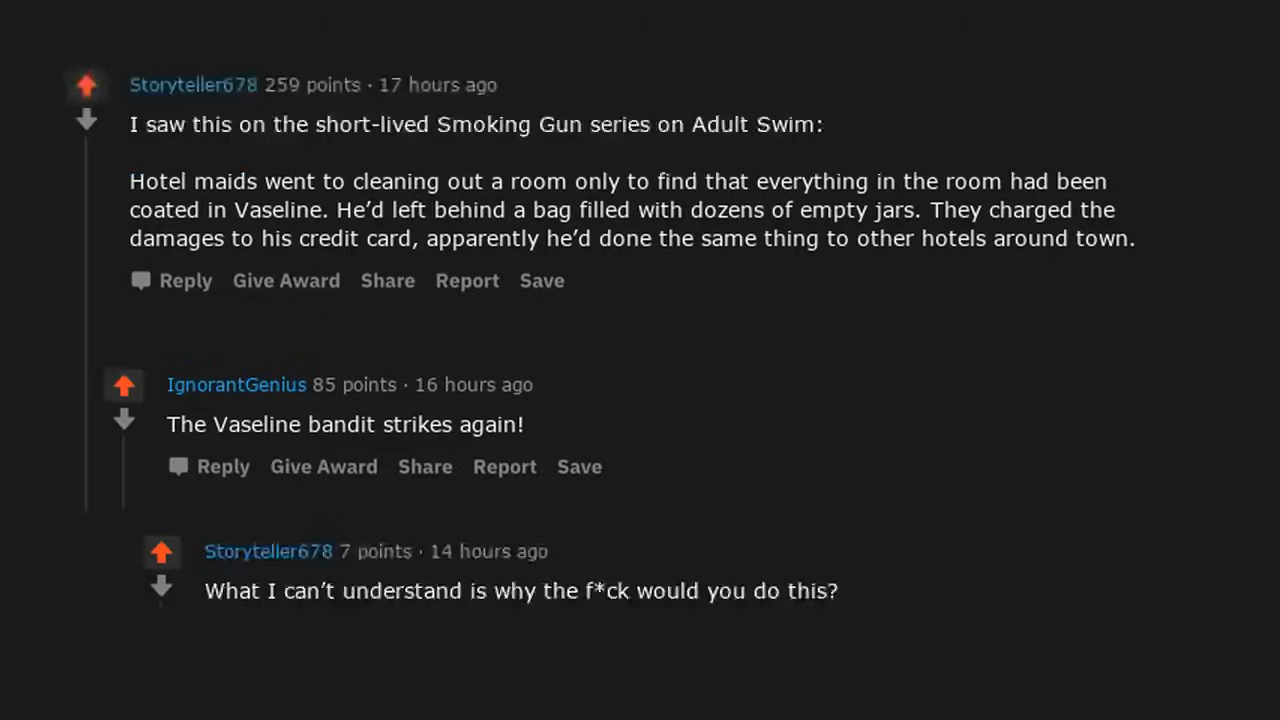 Storyteller678 259 points · 17 hours ago
I saw this on the short-lived Smoking Gun series on Adult Swim:
Hotel maids went to cleaning out a room only to find that everything in the room had been
coated in Vaseline. He’d left behind a bag filled with dozens of empty jars. They charged the
damages to his credit card, apparently he’d done the same thing to other hotels around town.
Reply Give Award Share Report Save
IgnorantGenius 85 points · 16 hours ago
The Vaseline bandit strikes again!
Reply Give Award Share Report Save
Storyteller678 7 points · 14 hours ago
What I can’t understand is why the f*ck would you do this?